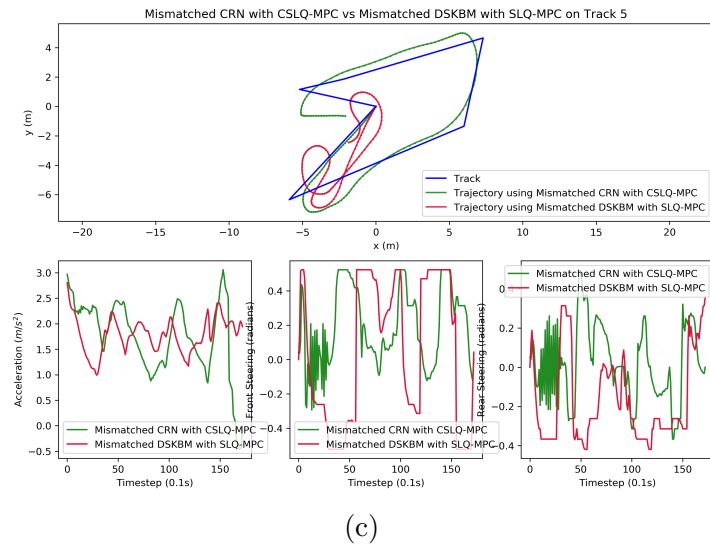 Mismatched CRN with CSLQ-MPC vs Mismatched DSKBM with SLQ-MPC on Track 5
4
2
0
−2
−4
−6
y (m)
−20
−15
−10
−5
0
5
10
15
20
x (m)
Track
Trajectory using Mismatched CRN with CSLQ-MPC
Trajectory using Mismatched DSKBM with SLQ-MPC
3.0
2.5
2.0
1.5
1.0
0.5
0.0
−0.5
Acceleration (m/s²)
0
50
100
150
Timestep (0.1s)
Mismatched CRN with CSLQ-MPC
Mismatched DSKBM with SLQ-MPC
0.4
0.2
0.0
−0.2
−0.4
Front Steering (radians)
0
50
100
150
Timestep (0.1s)
Mismatched CRN with CSLQ-MPC
Mismatched DSKBM with SLQ-MPC
Mismatched CRN with CSLQ-MPC
Mismatched DSKBM with SLQ-MPC
0.2
0.0
−0.2
−0.4
Rear Steering (radians)
0
50
100
150
Timestep (0.1s)
(c)